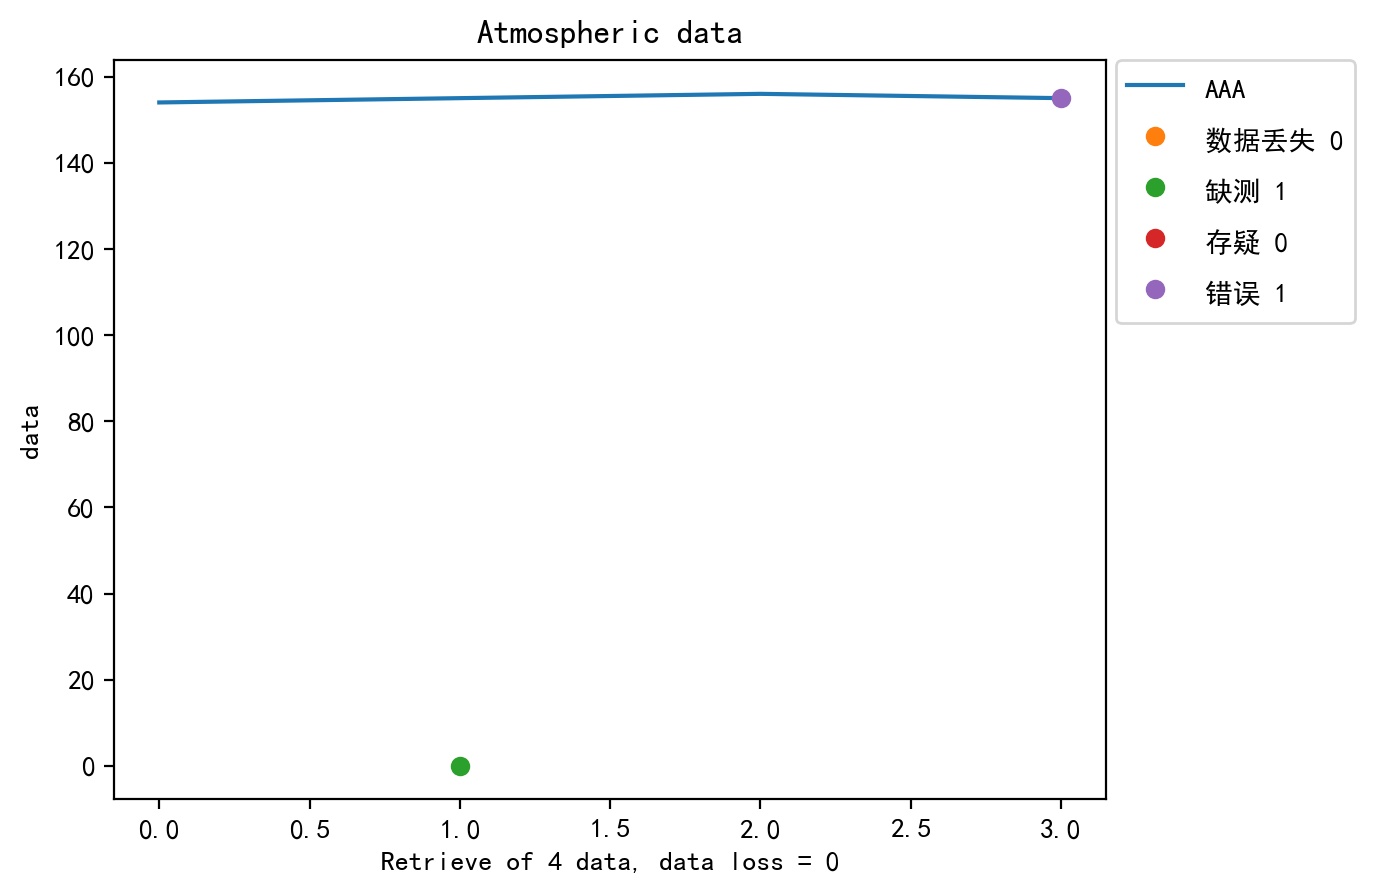 Atmospheric data
160
140
120
100
80
60
40
20
0
data
0.0 0.5 1.0 1.5 2.0 2.5 3.0
Retrieve of 4 data, data loss = 0
AAA
数据丢失 0
缺测 1
存疑 0
错误 1